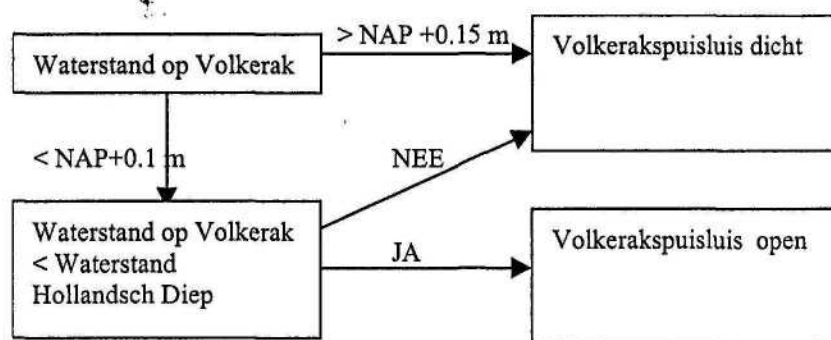 > NAP +0.15 m
Waterstand op Volkerak
Volkerakspuisluis dicht
< NAP+0.1 m
NEE
Waterstand op Volkerak
< Waterstand
Hollandsch Diep
JA
Volkerakspuisluis open